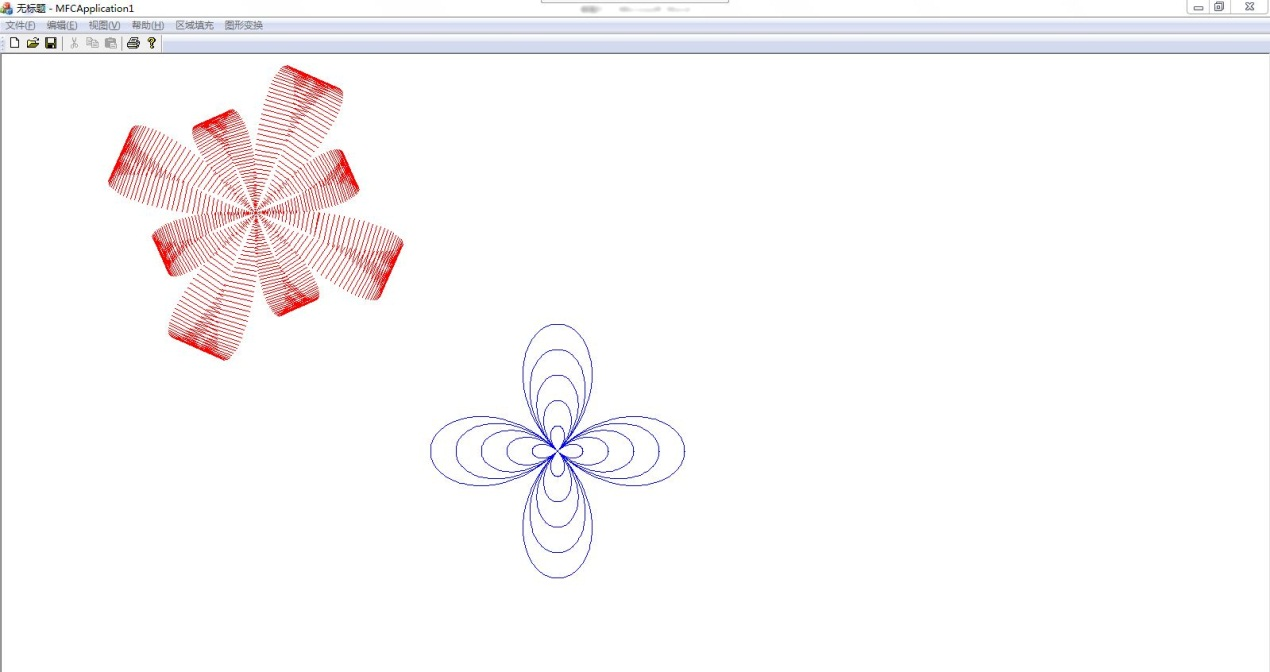 无标题 - MFCApplication1
文件(F) 编辑(E) 视图(V) 帮助(H) 区域填充 图形变换